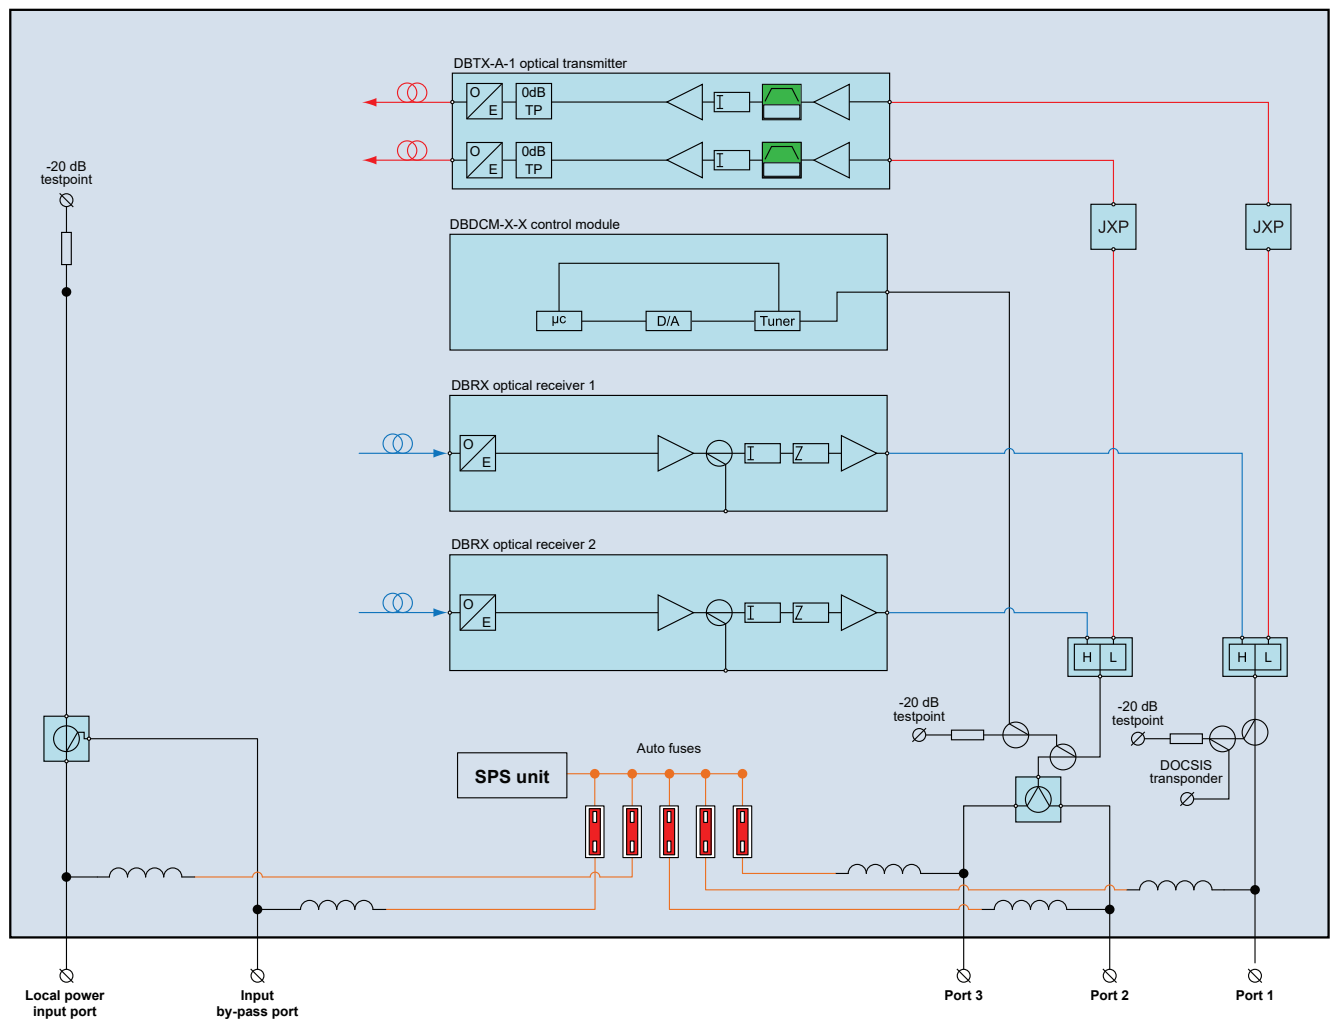 DBTX-A-1 optical transmitter
O
E
0dB
TP
I
O
E
0dB
TP
I
-20 dB
testpoint
JXP
JXP
DBDCM-X-X control module
µc
D/A
Tuner
DBRX optical receiver 1
O
E
I
Z
DBRX optical receiver 2
O
E
I
Z
H
L
H
L
-20 dB
testpoint
-20 dB
testpoint
DOCSIS
transponder
Auto fuses
SPS unit
Local power
input port
Input
by-pass port
Port 3
Port 2
Port 1